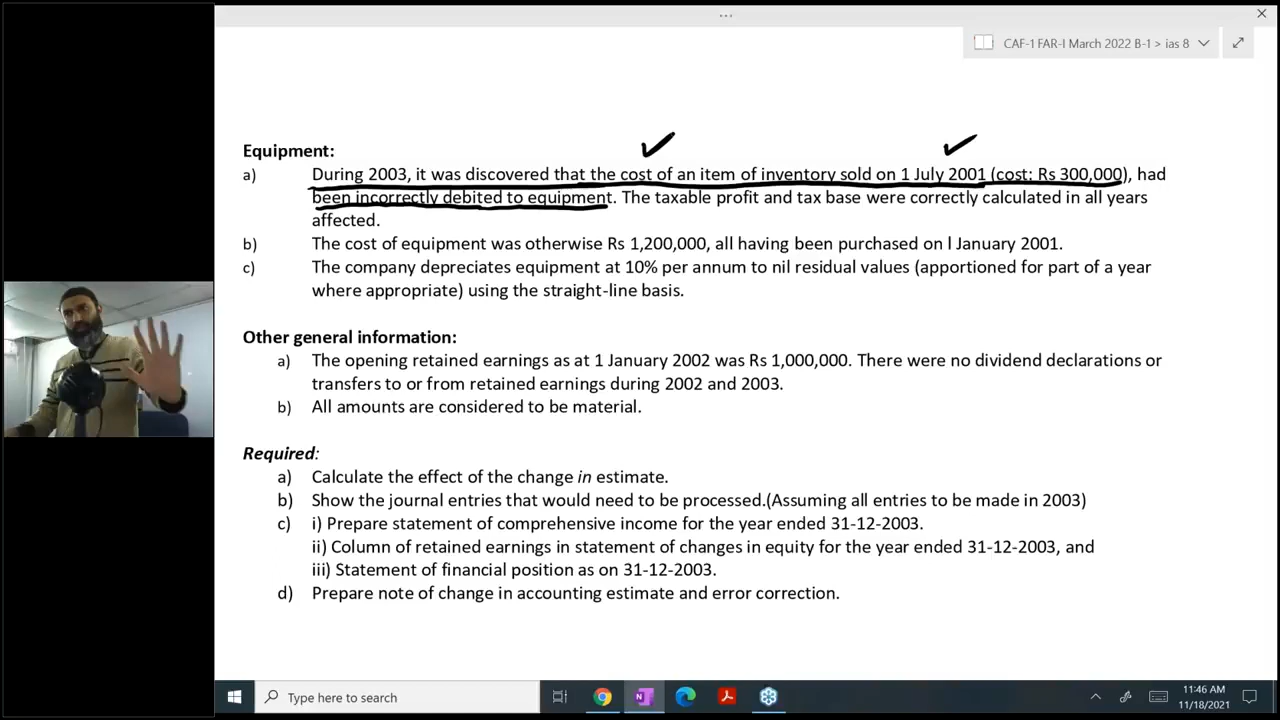 CAF-1 FAR-I March 2022 B-1 > ias 8
Equipment:
a) During 2003, it was discovered that the cost of an item of inventory sold on 1 July 2001 (cost: Rs 300,000), had
been incorrectly debited to equipment. The taxable profit and tax base were correctly calculated in all years
affected.
b) The cost of equipment was otherwise Rs 1,200,000, all having been purchased on l January 2001.
c) The company depreciates equipment at 10% per annum to nil residual values (apportioned for part of a year
where appropriate) using the straight-line basis.
Other general information:
a) The opening retained earnings as at 1 January 2002 was Rs 1,000,000. There were no dividend declarations or
transfers to or from retained earnings during 2002 and 2003.
b) All amounts are considered to be material.
Required:
a) Calculate the effect of the change in estimate.
b) Show the journal entries that would need to be processed.(Assuming all entries to be made in 2003)
c) i) Prepare statement of comprehensive income for the year ended 31-12-2003.
ii) Column of retained earnings in statement of changes in equity for the year ended 31-12-2003, and
iii) Statement of financial position as on 31-12-2003.
d) Prepare note of change in accounting estimate and error correction.
Type here to search
11:46 AM
11/18/2021